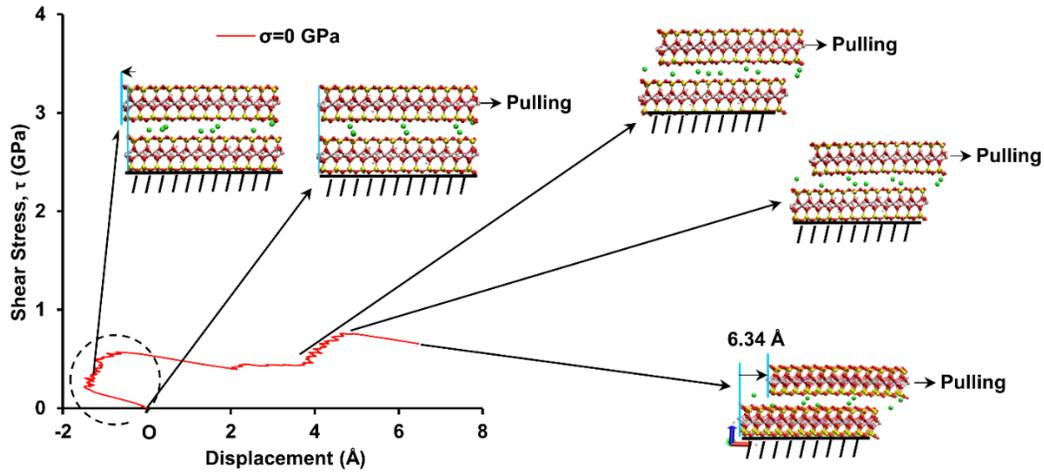 4
σ=0 GPa
Pulling
Pulling
3
Pulling
2
Shear Stress, τ (GPa)
1
6.34 Å
Pulling
0
-2
O
2
4
6
8
Displacement (Å)